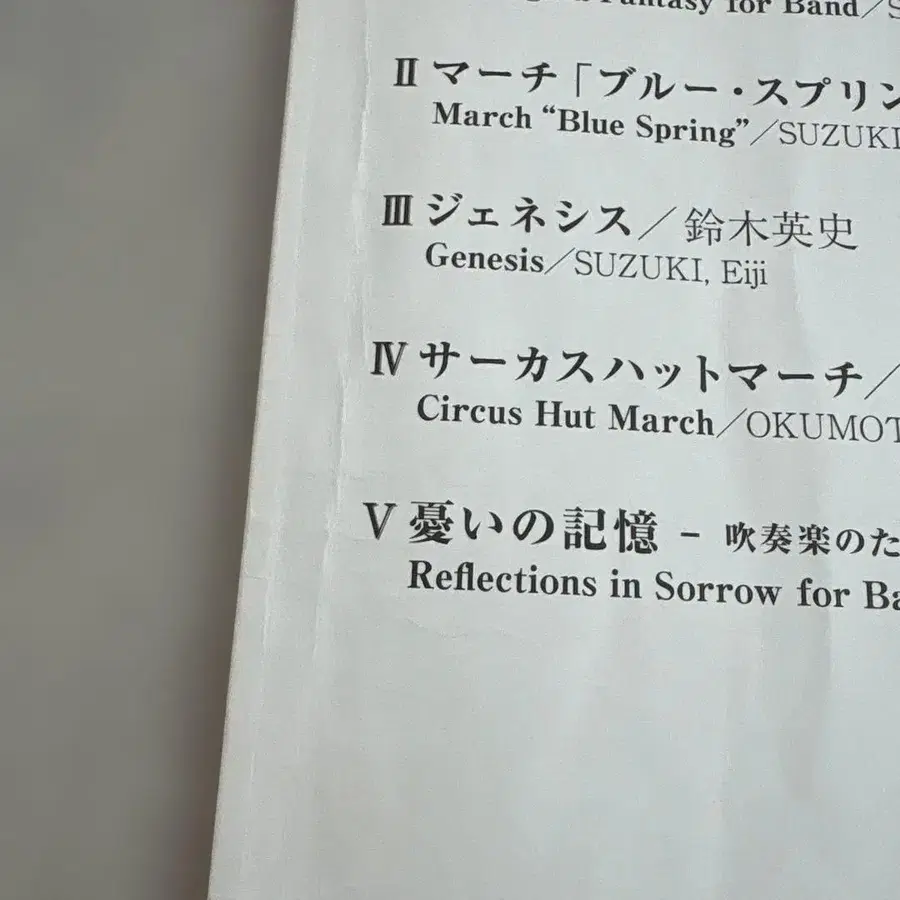 Fantasy for Band／S
Ⅱ マーチ「ブルー・スプリン
March “Blue Spring”／SUZUKI
Ⅲ ジェネシス／鈴木英史
Genesis／SUZUKI, Eiji
Ⅳ サーカスハットマーチ／
Circus Hut March／OKUMOT
Ⅴ 憂いの記憶 － 吹奏楽のた
Reflections in Sorrow for Ba